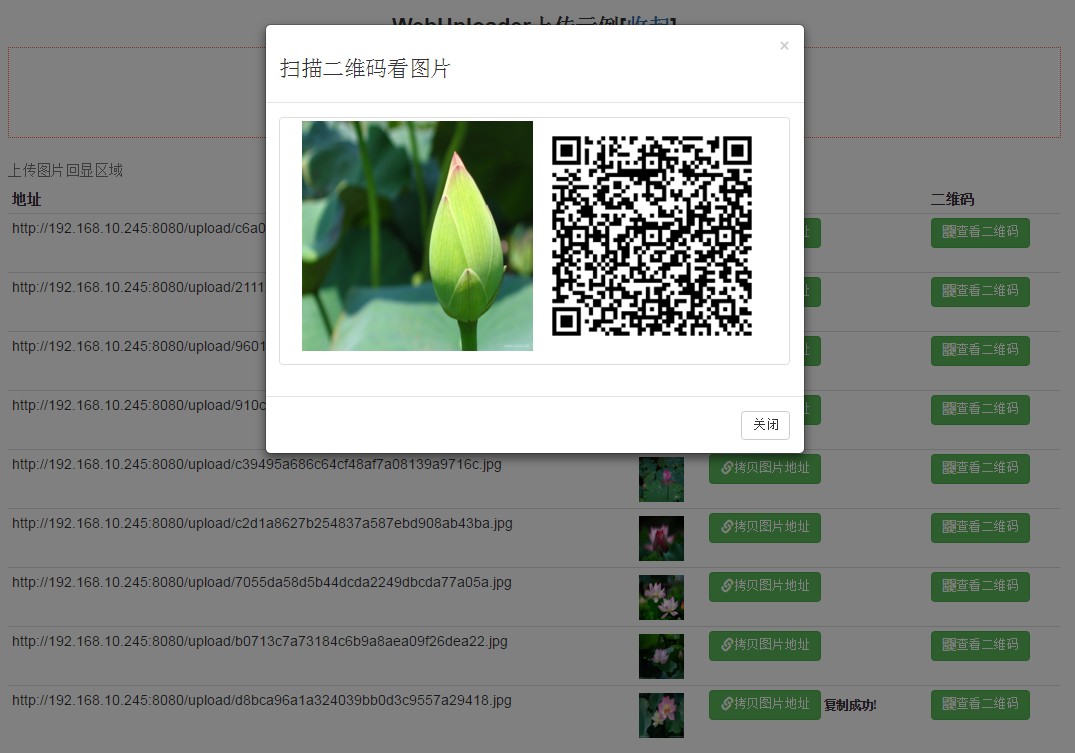 WebUploader上传示例[收起]
×
扫描二维码看图片
上传图片回显区域
地址
二维码
http://192.168.10.245:8080/upload/c6a0
址
查看二维码
http://192.168.10.245:8080/upload/2111
址
查看二维码
http://192.168.10.245:8080/upload/9601
址
查看二维码
http://192.168.10.245:8080/upload/910c
址
查看二维码
关闭
http://192.168.10.245:8080/upload/c39495a686c64cf48af7a08139a9716c.jpg
拷贝图片地址
查看二维码
http://192.168.10.245:8080/upload/c2d1a8627b254837a587ebd908ab43ba.jpg
拷贝图片地址
查看二维码
http://192.168.10.245:8080/upload/7055da58d5b44dcda2249dbcda77a05a.jpg
拷贝图片地址
查看二维码
http://192.168.10.245:8080/upload/b0713c7a73184c6b9a8aea09f26dea22.jpg
拷贝图片地址
查看二维码
http://192.168.10.245:8080/upload/d8bca96a1a324039bb0d3c9557a29418.jpg
拷贝图片地址
复制成功!
查看二维码